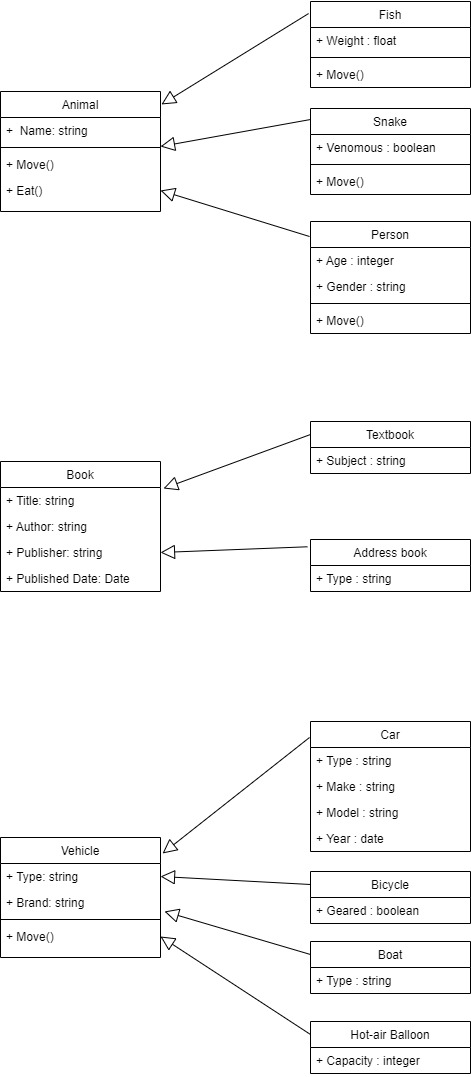 Fish
+ Weight : float
+ Move()
Animal
+ Name: string
+ Move()
+ Eat()
Snake
+ Venomous : boolean
+ Move()
Person
+ Age : integer
+ Gender : string
+ Move()
Textbook
+ Subject : string
Book
+ Title: string
+ Author: string
+ Publisher: string
+ Published Date: Date
Address book
+ Type : string
Car
+ Type : string
+ Make : string
+ Model : string
+ Year : date
Vehicle
+ Type: string
+ Brand: string
+ Move()
Bicycle
+ Geared : boolean
Boat
+ Type : string
Hot-air Balloon
+ Capacity : integer